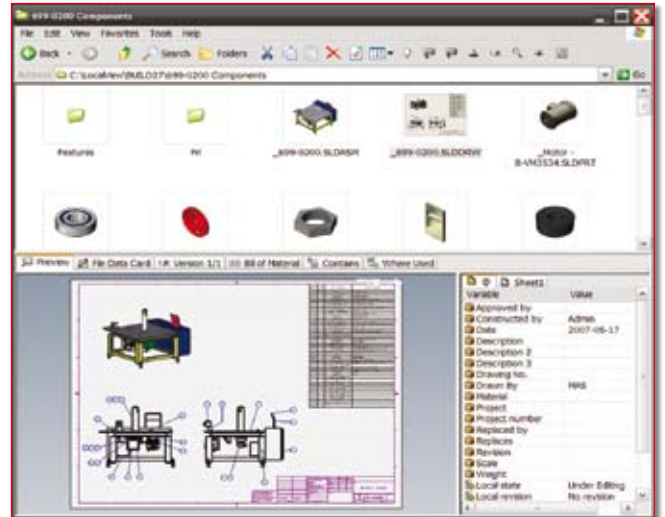 699-0200 Components
File Edit View Favorites Tools Help
Back Search Folders
Address C:\LocalView\BUILD27\699-0200 Components Go
Features Pri _699-0200.SLDASM _699-0200.SLDDRW _Motor -
B-VM3534.SLDPRT
Preview File Data Card Version 1/1 Bill of Material Contains Where Used
Sheet1
Variable Value
Approved by
Constructed by Admin
Date 2007-05-17
Description
Description 2
Description 3
Drawing No.
Drawn By MAS
Material
Project
Project number
Replaced by
Replaces
Revision
Scale
Weight
Local state Under Editing
Local revision No revision